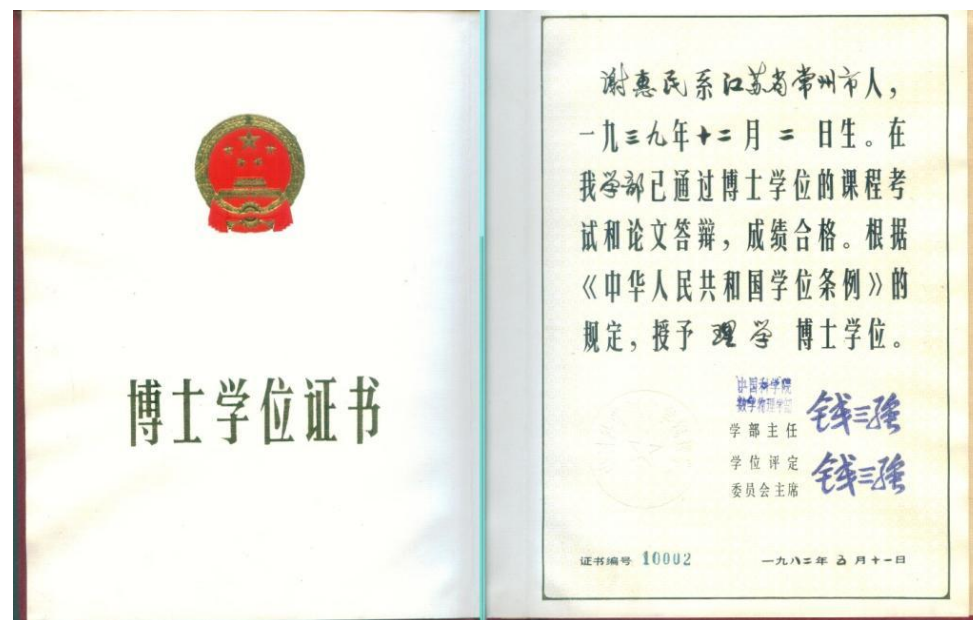 博士学位证书
谢惠民系江苏省常州市人，
一九三九年十二月二日生。在
我学部已通过博士学位的课程考
试和论文答辩，成绩合格。根据
《中华人民共和国学位条例》的
规定，授予理学博士学位。
中国科学院
数学物理学部
学部主任 钱三强
学位评定
委员会主席 钱三强
证书编号 10002 一九八二年五月十一日